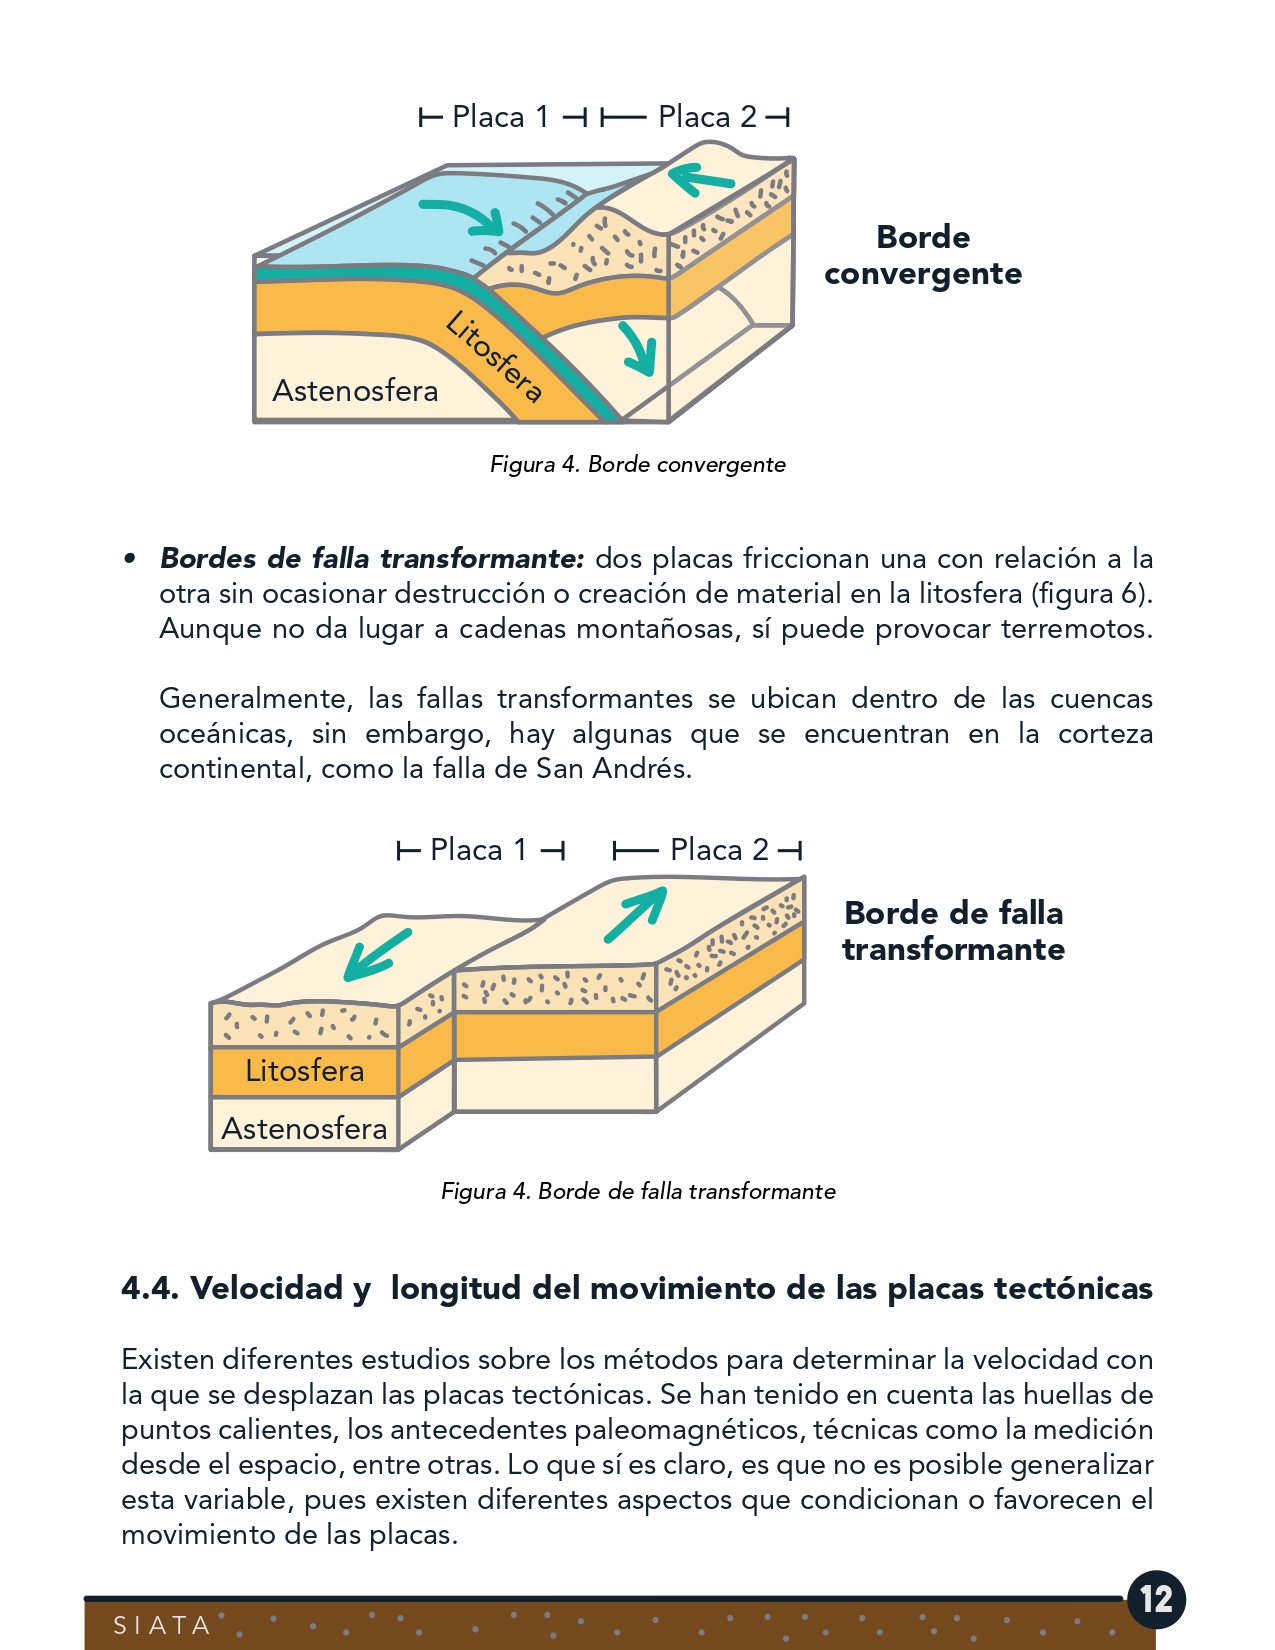 Placa 1 Placa 2
Borde
convergente
Litosfera
Astenosfera
Figura 4. Borde convergente
• Bordes de falla transformante: dos placas friccionan una con relación a la
otra sin ocasionar destrucción o creación de material en la litosfera (figura 6).
Aunque no da lugar a cadenas montañosas, sí puede provocar terremotos.
Generalmente, las fallas transformantes se ubican dentro de las cuencas
oceánicas, sin embargo, hay algunas que se encuentran en la corteza
continental, como la falla de San Andrés.
Placa 1 Placa 2
Borde de falla
transformante
Litosfera
Astenosfera
Figura 4. Borde de falla transformante
4.4. Velocidad y longitud del movimiento de las placas tectónicas
Existen diferentes estudios sobre los métodos para determinar la velocidad con
la que se desplazan las placas tectónicas. Se han tenido en cuenta las huellas de
puntos calientes, los antecedentes paleomagnéticos, técnicas como la medición
desde el espacio, entre otras. Lo que sí es claro, es que no es posible generalizar
esta variable, pues existen diferentes aspectos que condicionan o favorecen el
movimiento de las placas.
SIATA
12